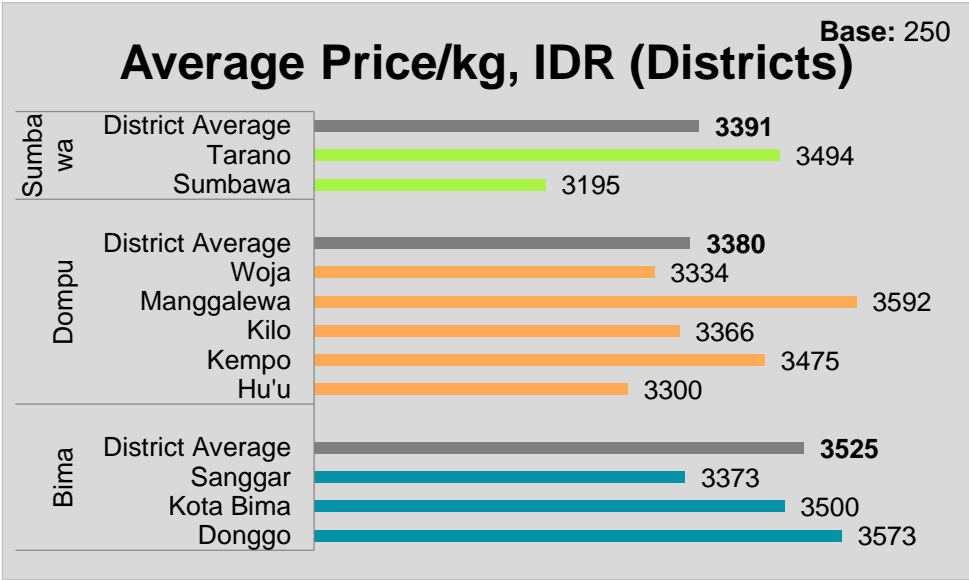 Base: 250
Average Price/kg, IDR (Districts)
Sumba
wa
District Average 3391
Tarano 3494
Sumbawa 3195
Dompu
District Average 3380
Woja 3334
Manggalewa 3592
Kilo 3366
Kempo 3475
Hu'u 3300
Bima
District Average 3525
Sanggar 3373
Kota Bima 3500
Donggo 3573